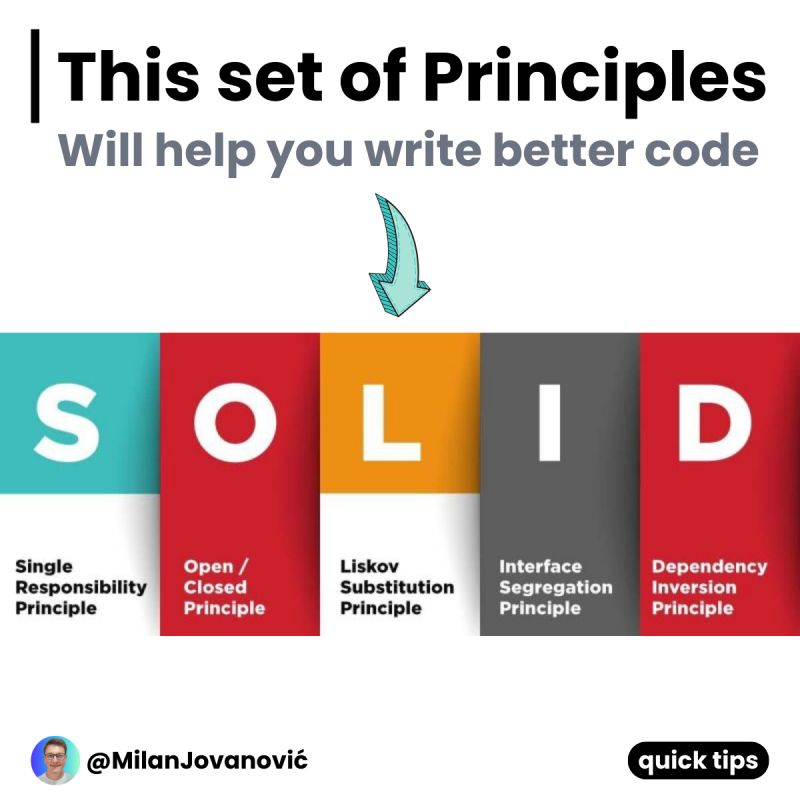 This set of Principles
Will help you write better code
S O L I D
Single
Responsibility
Principle
Open /
Closed
Principle
Liskov
Substitution
Principle
Interface
Segregation
Principle
Dependency
Inversion
Principle
@MilanJovanović
quick tips